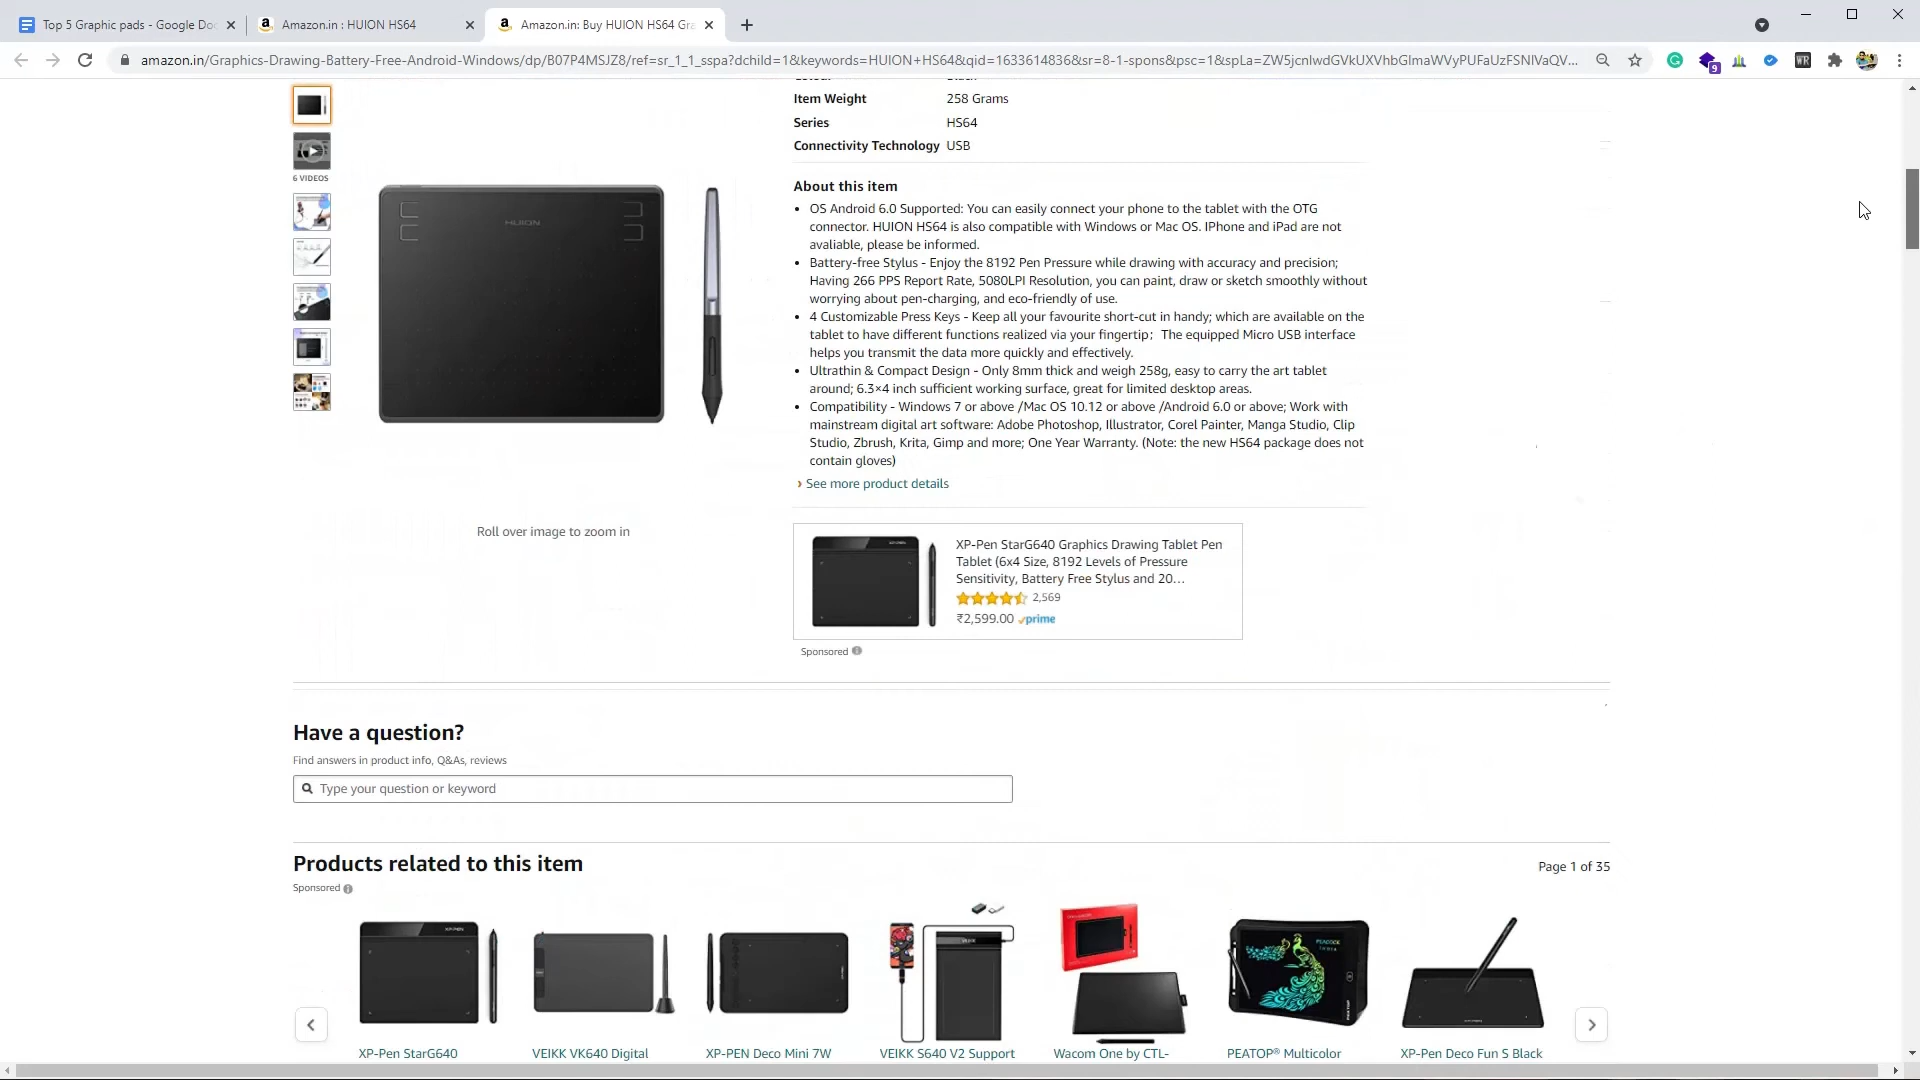 Top 5 Graphic pads - Google Doc
Amazon.in : HUION HS64
Amazon.in: Buy HUION HS64 Gra
amazon.in/Graphics-Drawing-Battery-Free-Android-Windows/dp/B07P4MSJZ8/ref=sr_1_1_sspa?dchild=1&keywords=HUION+HS64&qid=1633614836&sr=8-1-spons&psc=1&spLa=ZW5jcnlwdGVkUXVhbGlmaWVyPUFaUzFSNlVaQV...
9
WR
Colour Black
Item Weight 258 Grams
Series HS64
Connectivity Technology USB
6 VIDEOS
HUION
About this item
• OS Android 6.0 Supported: You can easily connect your phone to the tablet with the OTG
connector. HUION HS64 is also compatible with Windows or Mac OS. IPhone and iPad are not
avaliable, please be informed.
• Battery-free Stylus - Enjoy the 8192 Pen Pressure while drawing with accuracy and precision;
Having 266 PPS Report Rate, 5080LPI Resolution, you can paint, draw or sketch smoothly without
worrying about pen-charging, and eco-friendly of use.
• 4 Customizable Press Keys - Keep all your favourite short-cut in handy; which are available on the
tablet to have different functions realized via your fingertip； The equipped Micro USB interface
helps you transmit the data more quickly and effectively.
• Ultrathin & Compact Design - Only 8mm thick and weigh 258g, easy to carry the art tablet
around; 6.3×4 inch sufficient working surface, great for limited desktop areas.
• Compatibility - Windows 7 or above /Mac OS 10.12 or above /Android 6.0 or above; Work with
mainstream digital art software: Adobe Photoshop, Illustrator, Corel Painter, Manga Studio, Clip
Studio, Zbrush, Krita, Gimp and more; One Year Warranty. (Note: the new HS64 package does not
contain gloves)
› See more product details
Roll over image to zoom in
XP-Pen StarG640 Graphics Drawing Tablet Pen
Tablet (6x4 Size, 8192 Levels of Pressure
Sensitivity, Battery Free Stylus and 20...
2,569
₹2,599.00 prime
Sponsored
Have a question?
Find answers in product info, Q&As, reviews
Type your question or keyword
Products related to this item
Page 1 of 35
Sponsored
XP-Pen StarG640
VEIKK VK640 Digital
XP-PEN Deco Mini 7W
VEIKK S640 V2 Support
Wacom One by CTL-
PEATOP® Multicolor
XP-Pen Deco Fun S Black